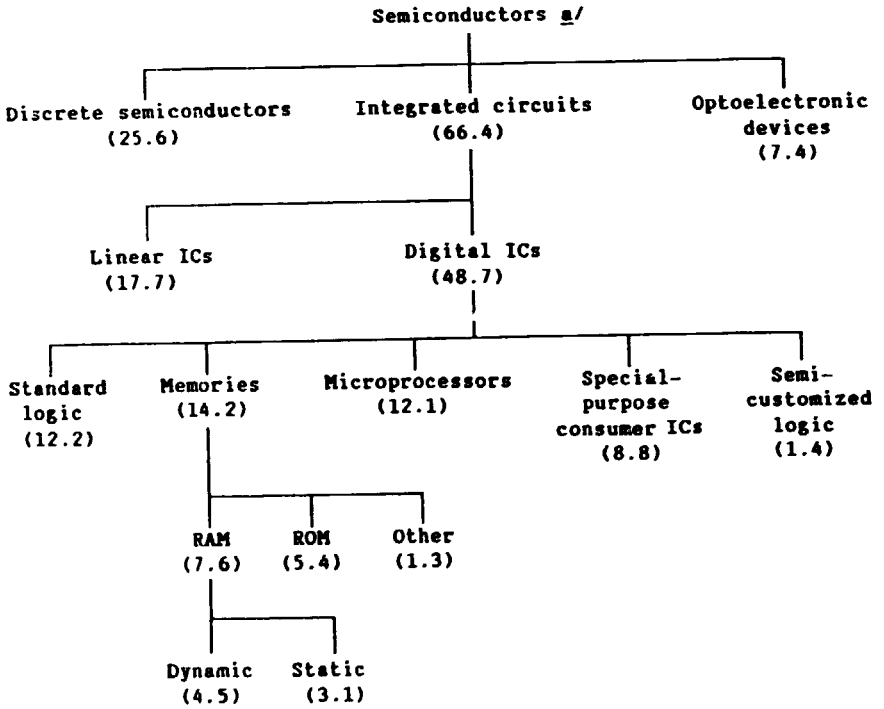 Semiconductors a/
Discrete semiconductors
(25.6)
Integrated circuits
(66.4)
Optoelectronic
devices
(7.4)
Linear ICs
(17.7)
Digital ICs
(48.7)
Standard
logic
(12.2)
Memories
(14.2)
Microprocessors
(12.1)
Special-
purpose
consumer ICs
(8.8)
Semi-
customized
logic
(1.4)
RAM
(7.6)
ROM
(5.4)
Other
(1.3)
Dynamic
(4.5)
Static
(3.1)